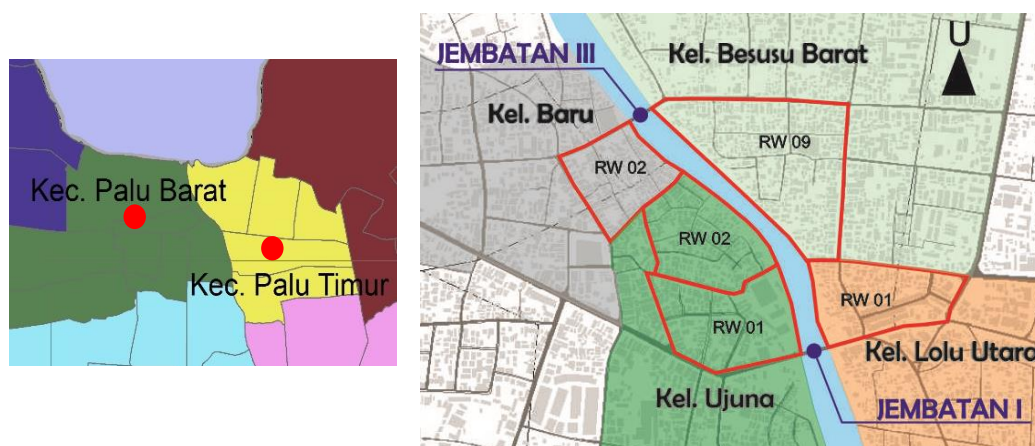 Kec. Palu Barat
Kec. Palu Timur
JEMBATAN III
Kel. Besusu Barat
U
Kel. Baru
RW 09
RW 02
RW 02
RW 01
RW 01
Kel. Lolu Utara
Kel. Ujuna
JEMBATAN I